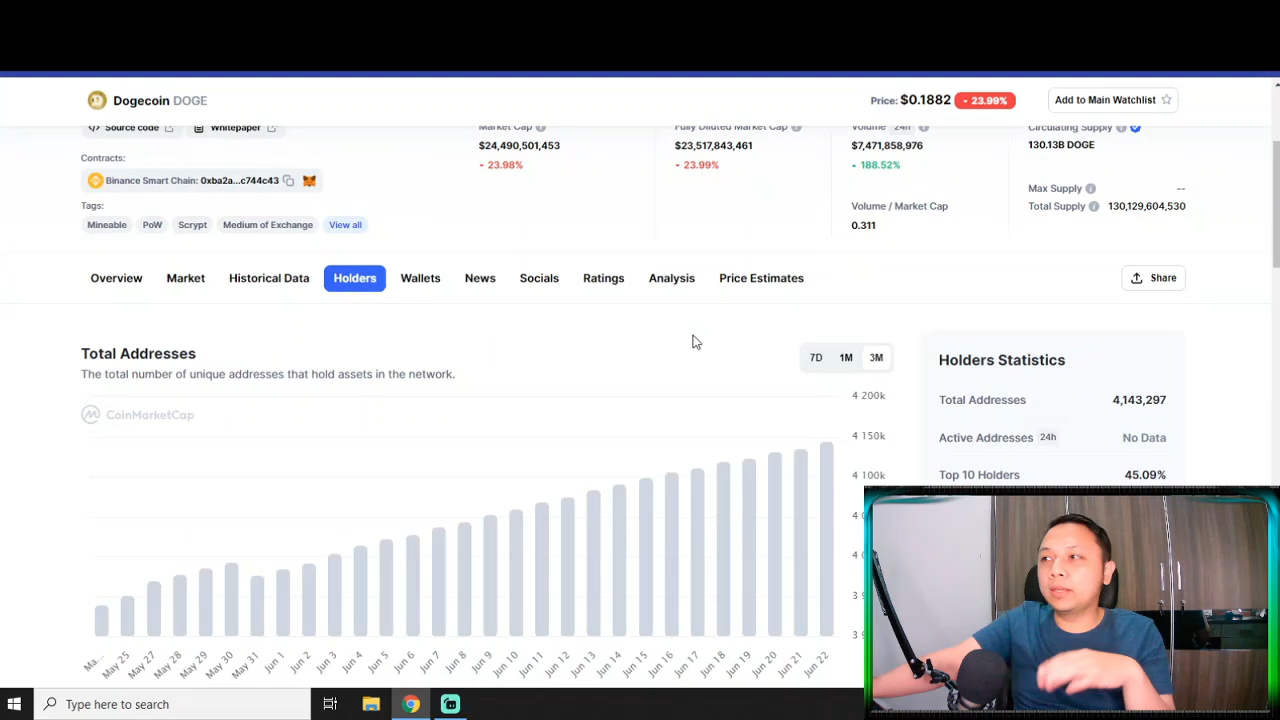 Dogecoin DOGE
Price: $0.1882 - 23.99%
Add to Main Watchlist
Source code
Whitepaper
Market Cap
Fully Diluted Market Cap
Volume 24h
Circulating Supply
$24,490,501,453
$23,517,843,461
$7,471,858,976
130.13B DOGE
Contracts:
23.98%
23.99%
188.52%
Binance Smart Chain: 0xba2a...c744c43
Max Supply --
Tags:
Volume / Market Cap
Total Supply 130,129,604,530
Mineable PoW Scrypt Medium of Exchange View all
0.311
Overview Market Historical Data Holders Wallets News Socials Ratings Analysis Price Estimates
Share
Total Addresses
The total number of unique addresses that hold assets in the network.
7D 1M 3M
CoinMarketCap
4 200k
4 150k
4 100k
Holders Statistics
Total Addresses 4,143,297
Active Addresses 24h No Data
Top 10 Holders 45.09%
Ma... May 25 May 27 May 28 May 29 May 30 May 31 Jun 1 Jun 2 Jun 3 Jun 4 Jun 5 Jun 6 Jun 7 Jun 8 Jun 9 Jun 10 Jun 11 Jun 12 Jun 13 Jun 14 Jun 15 Jun 16 Jun 17 Jun 18 Jun 19 Jun 20 Jun 21 Jun 22
Type here to search